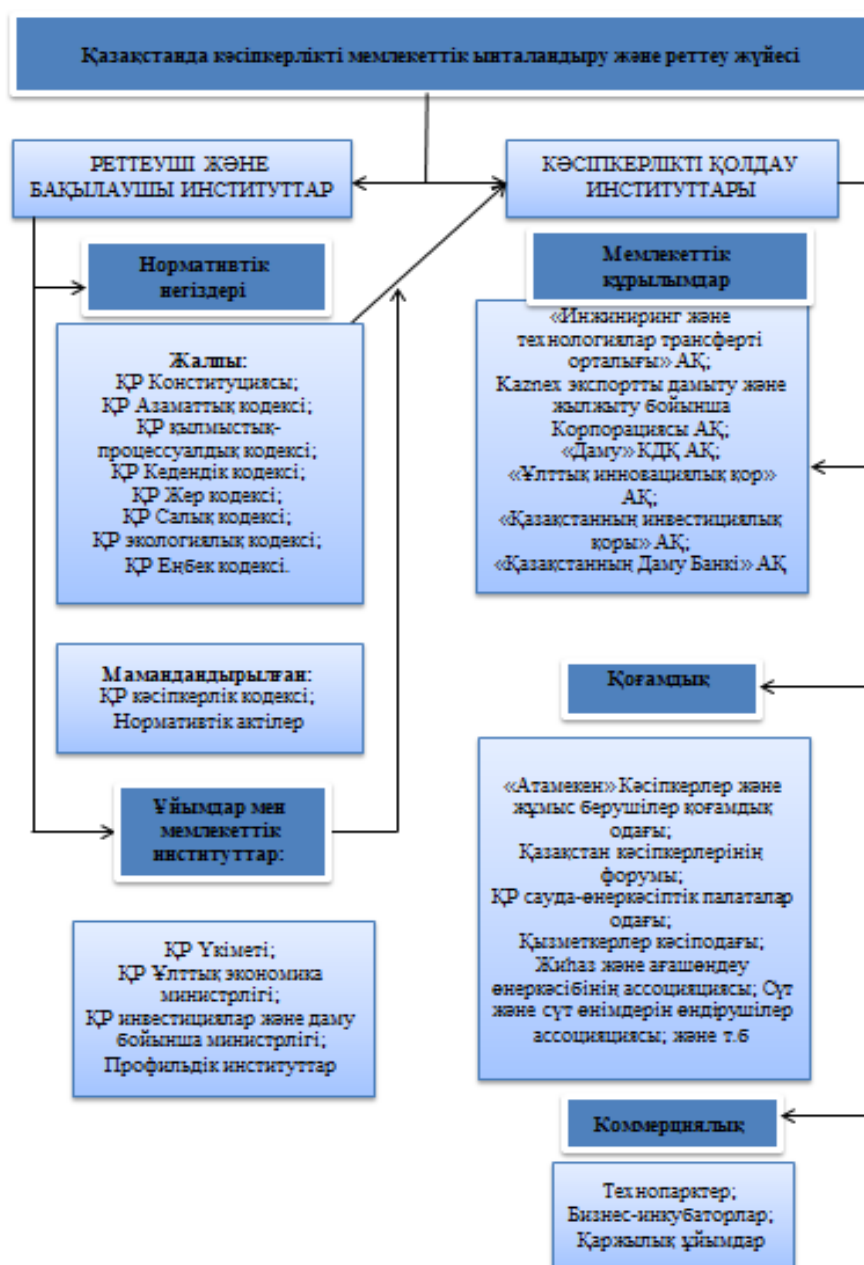 Қазақстанда кәсіпкерлікті мемлекеттік ынталандыру және реттеу жүйесі
РЕТТЕУШІ ЖӘНЕ
БАҚЫЛАУШЫ ИНСТИТУТТАР
Нормативтік
негіздері
Жалпы:
ҚР Конституциясы;
ҚР Азаматтық кодексі;
ҚР қылмыстық-
процессуалдық кодексі;
ҚР Кедендік кодексі;
ҚР Жер кодексі;
ҚР Салық кодексі;
ҚР экологиялық кодексі;
ҚР Еңбек кодексі.
Мамандандырылған:
ҚР кәсіпкерлік кодексі;
Нормативтік актілер
Ұйымдар мен
мемлекеттік
институттар:
ҚР Үкіметі;
ҚР Ұлттық экономика
министрлігі;
ҚР инвестициялар және даму
бойынша министрлігі;
Профильдік институттар
КӘСІПКЕРЛІКТІ ҚОЛДАУ
ИНСТИТУТТАРЫ
Мемлекеттік
құрылымдар
«Инжиниринг және
технологиялар трансферті
орталығы» АҚ;
Kaznex экспортты дамыту және
жылжыту бойынша
Корпорациясы АҚ;
«Даму» КДҚ АҚ;
«Ұлттық инновациялық қор»
АҚ;
«Қазақстанның инвестициялық
қоры» АҚ;
«Қазақстанның Даму Банкі» АҚ
Қоғамдық
«Атамекен» Кәсіпкерлер және
жұмыс берушілер қоғамдық
одағы;
Қазақстан кәсіпкерлерінің
форумы;
ҚР сауда-өнеркәсіптік палаталар
одағы;
Қызметкерлер кәсіподағы;
Жиһаз және ағашөңдеу
өнеркәсібінің ассоцияциясы; Сүт
және сүт өнімдерін өндірушілер
ассоцияциясы; және т.б
Коммерциялық
Технопарктер;
Бизнес-инкубаторлар;
Қаржылық ұйымдар